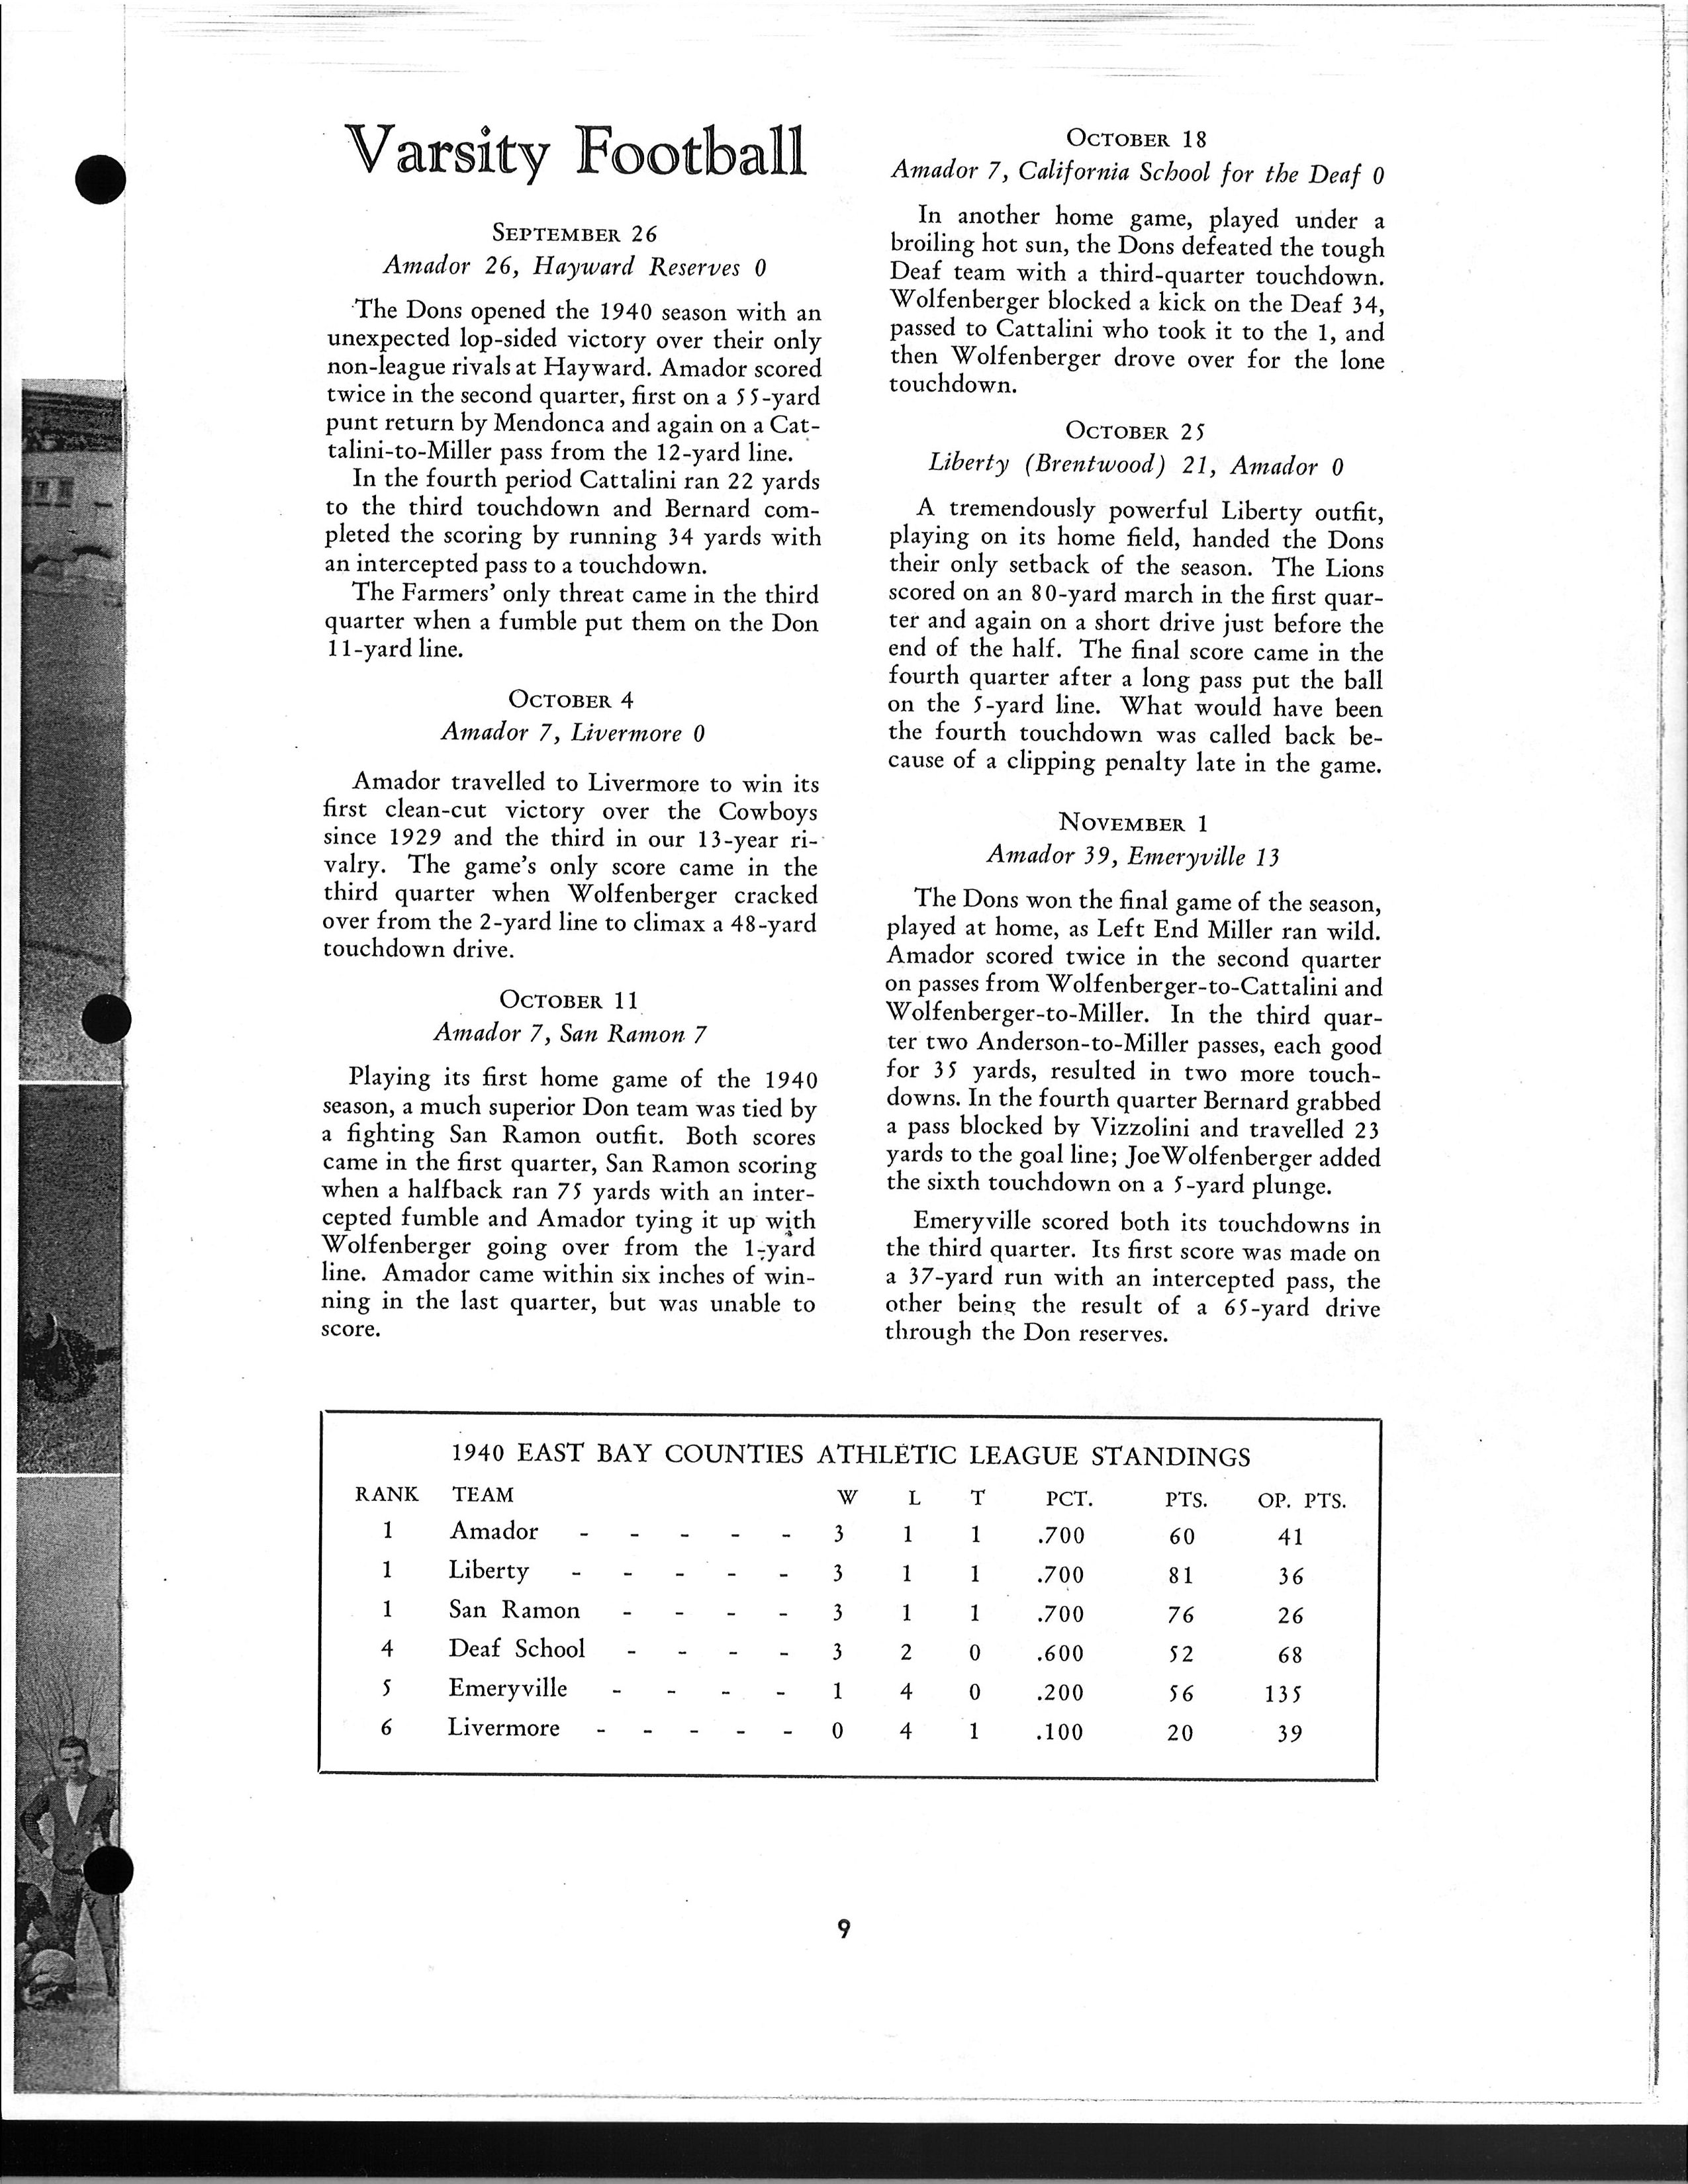 Varsity Football
SEPTEMBER 26
Amador 26, Hayward Reserves 0
The Dons opened the 1940 season with an
unexpected lop-sided victory over their only
non-league rivals at Hayward. Amador scored
twice in the second quarter, first on a 55-yard
punt return by Mendonca and again on a Cat-
talini-to-Miller pass from the 12-yard line.
In the fourth period Cattalini ran 22 yards
to the third touchdown and Bernard com-
pleted the scoring by running 34 yards with
an intercepted pass to a touchdown.
The Farmers' only threat came in the third
quarter when a fumble put them on the Don
11-yard line.
OCTOBER 4
Amador 7, Livermore 0
Amador travelled to Livermore to win its
first clean-cut victory over the Cowboys
since 1929 and the third in our 13-year ri-
valry. The game's only score came in the
third quarter when Wolfenberger cracked
over from the 2-yard line to climax a 48-yard
touchdown drive.
OCTOBER 11
Amador 7, San Ramon 7
Playing its first home game of the 1940
season, a much superior Don team was tied by
a fighting San Ramon outfit. Both scores
came in the first quarter, San Ramon scoring
when a halfback ran 75 yards with an inter-
cepted fumble and Amador tying it up with
Wolfenberger going over from the 1-yard
line. Amador came within six inches of win-
ning in the last quarter, but was unable to
score.
OCTOBER 18
Amador 7, California School for the Deaf 0
In another home game, played under a
broiling hot sun, the Dons defeated the tough
Deaf team with a third-quarter touchdown.
Wolfenberger blocked a kick on the Deaf 34,
passed to Cattalini who took it to the 1, and
then Wolfenberger drove over for the lone
touchdown.
OCTOBER 25
Liberty (Brentwood) 21, Amador 0
A tremendously powerful Liberty outfit,
playing on its home field, handed the Dons
their only setback of the season. The Lions
scored on an 80-yard march in the first quar-
ter and again on a short drive just before the
end of the half. The final score came in the
fourth quarter after a long pass put the ball
on the 5-yard line. What would have been
the fourth touchdown was called back be-
cause of a clipping penalty late in the game.
NOVEMBER 1
Amador 39, Emeryville 13
The Dons won the final game of the season,
played at home, as Left End Miller ran wild.
Amador scored twice in the second quarter
on passes from Wolfenberger-to-Cattalini and
Wolfenberger-to-Miller. In the third quar-
ter two Anderson-to-Miller passes, each good
for 35 yards, resulted in two more touch-
downs. In the fourth quarter Bernard grabbed
a pass blocked by Vizzolini and travelled 23
yards to the goal line; Joe Wolfenberger added
the sixth touchdown on a 5-yard plunge.
Emeryville scored both its touchdowns in
the third quarter. Its first score was made on
a 37-yard run with an intercepted pass, the
other being the result of a 65-yard drive
through the Don reserves.
1940 EAST BAY COUNTIES ATHLETIC LEAGUE STANDINGS
RANK TEAM W L T PCT. PTS. OP. PTS.
1 Amador - - - - - 3 1 1 .700 60 41
1 Liberty - - - - - 3 1 1 .700 81 36
1 San Ramon - - - - 3 1 1 .700 76 26
4 Deaf School - - - - 3 2 0 .600 52 68
5 Emeryville - - - - 1 4 0 .200 56 135
6 Livermore - - - - - 0 4 1 .100 20 39
9